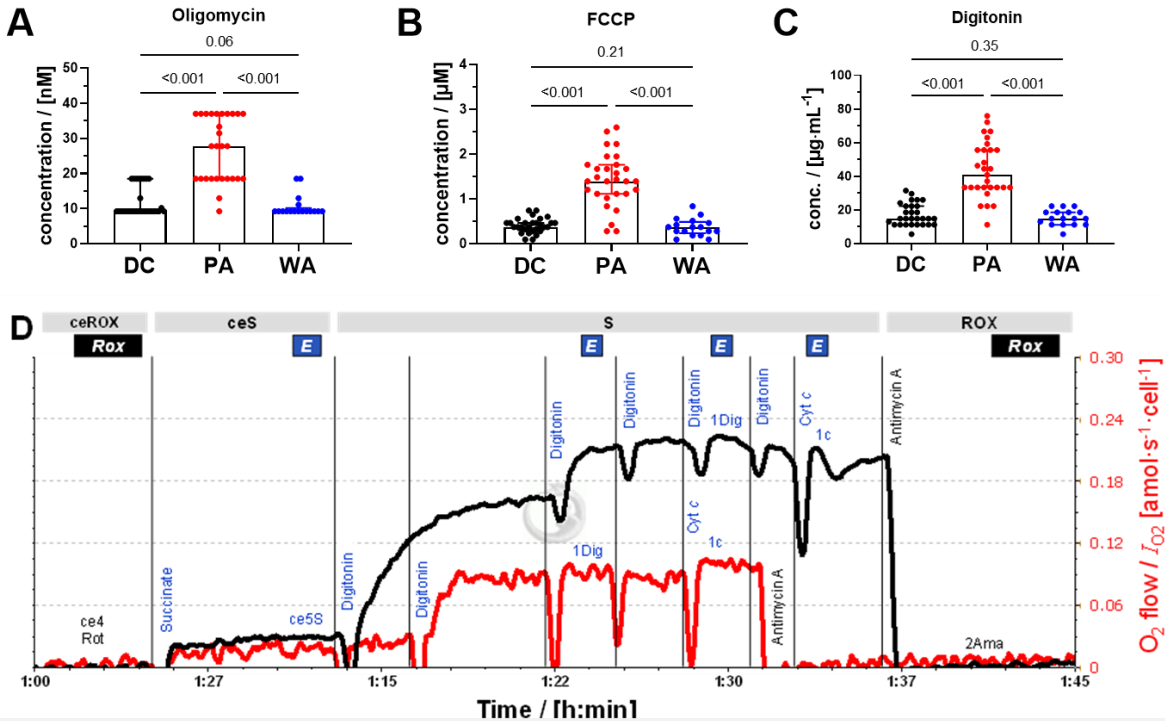 A
Oligomycin
0.06
<0.001 <0.001
concentration / [nM]
50
40
30
20
10
0
DC PA WA
B
FCCP
0.21
<0.001 <0.001
concentration / [µM]
4
3
2
1
0
DC PA WA
C
Digitonin
0.35
<0.001 <0.001
conc. / [µg·mL-1]
100
80
60
40
20
0
DC PA WA
D
ceROX ceS S ROX
Rox E E E E Rox
Succinate
Digitonin
Digitonin
Digitonin
Digitonin
Digitonin
Digitonin
Cyt c
Antimycin A
1Dig
1c
Cyt c
1Dig
1c
Antimycin A
ce4
Rot
ce5S
2Ama
0.30
0.24
0.18
0.12
0.06
0
O2 flow / IO2 [amol·s-1·cell-1]
1:00 1:27 1:15 1:22 1:30 1:37 1:45
Time / [h:min]